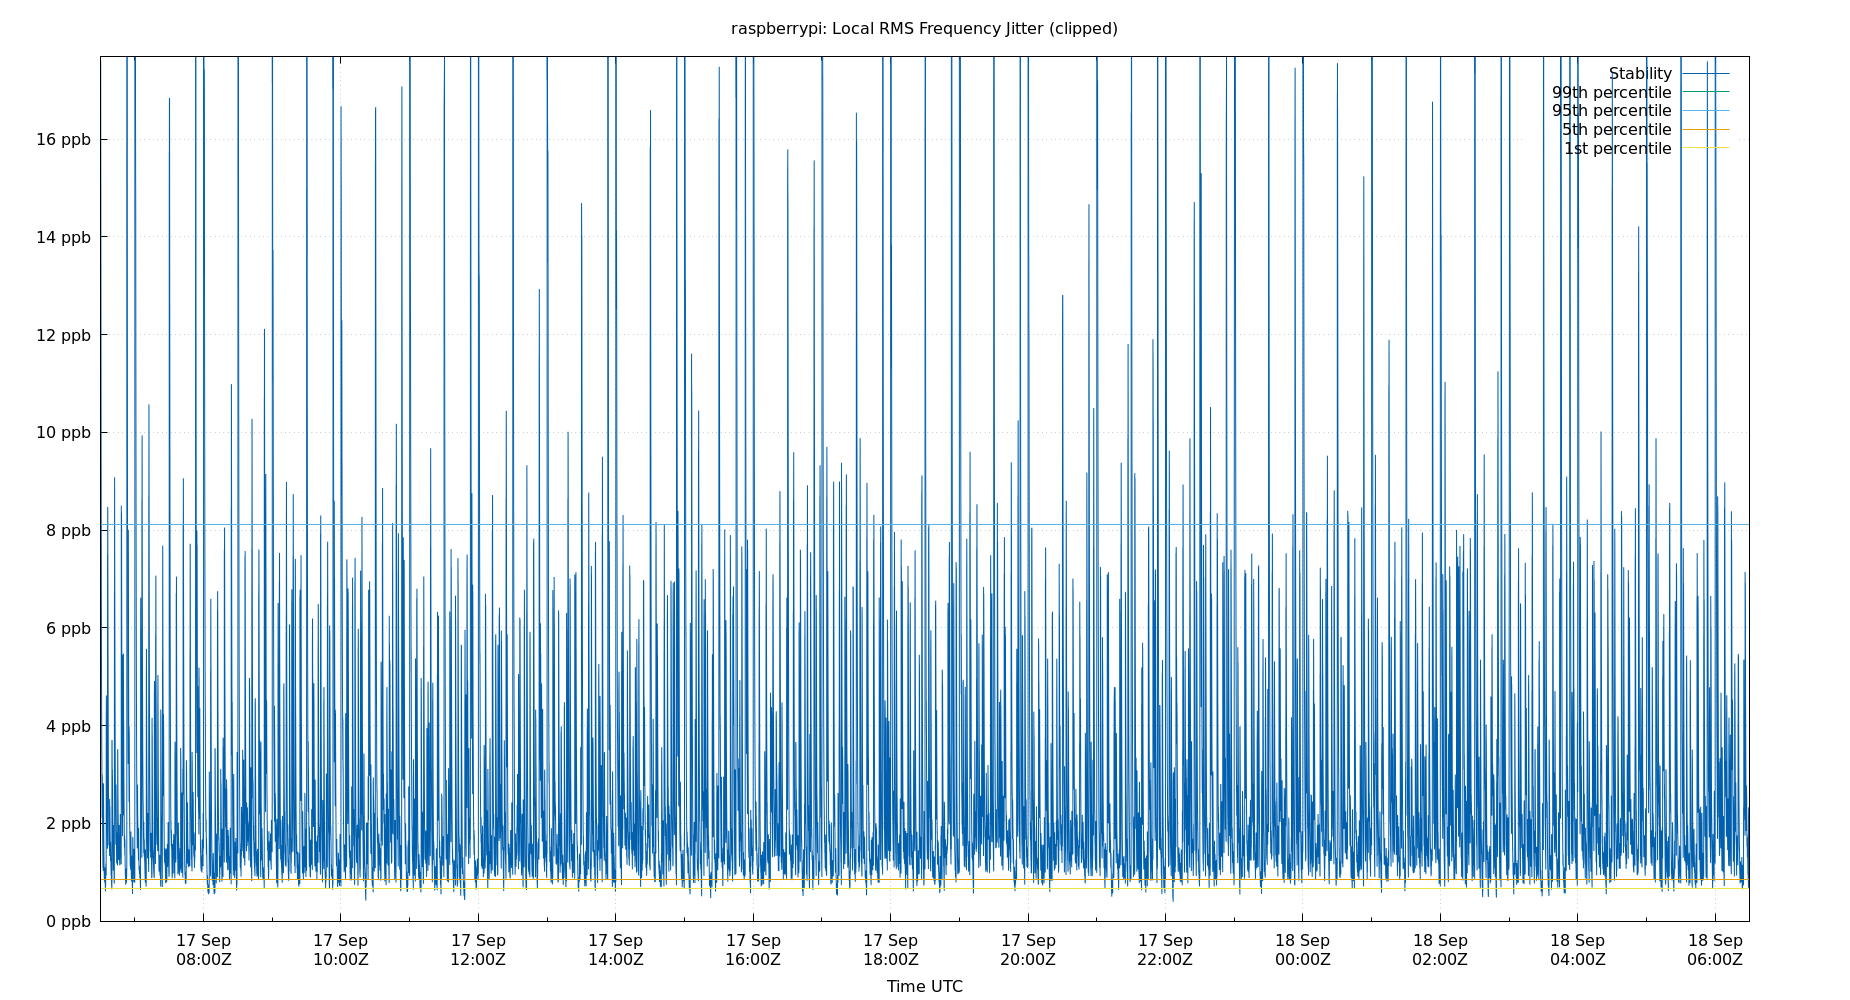 raspberrypi: Local RMS Frequency Jitter (clipped)
Stability
99th percentile
95th percentile
5th percentile
1st percentile
16 ppb
14 ppb
12 ppb
10 ppb
8 ppb
6 ppb
4 ppb
2 ppb
0 ppb
17 Sep 17 Sep 17 Sep 17 Sep 17 Sep 17 Sep 17 Sep 17 Sep 18 Sep 18 Sep 18 Sep 18 Sep
08:00Z 10:00Z 12:00Z 14:00Z 16:00Z 18:00Z 20:00Z 22:00Z 00:00Z 02:00Z 04:00Z 06:00Z
Time UTC